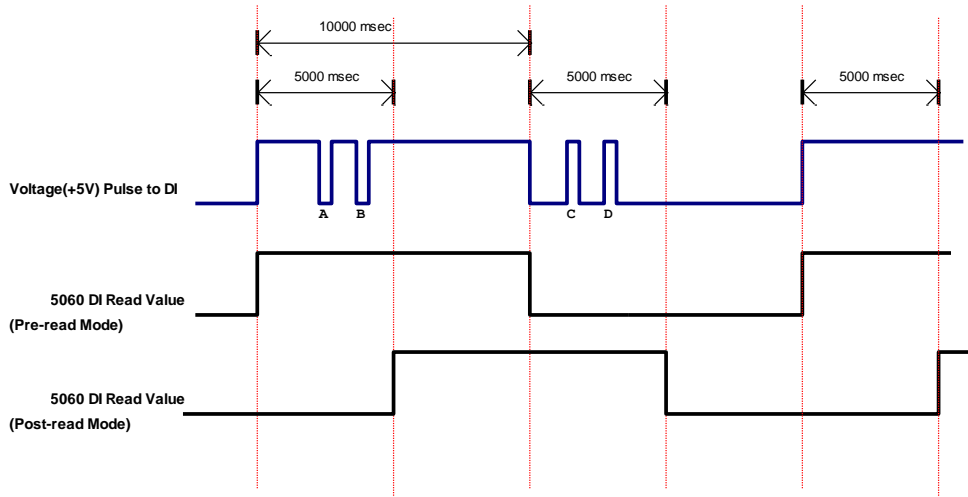 10000 msec
5000 msec
5000 msec
5000 msec
Voltage(+5V) Pulse to DI
A
B
C
D
5060 DI Read Value
(Pre-read Mode)
5060 DI Read Value
(Post-read Mode)